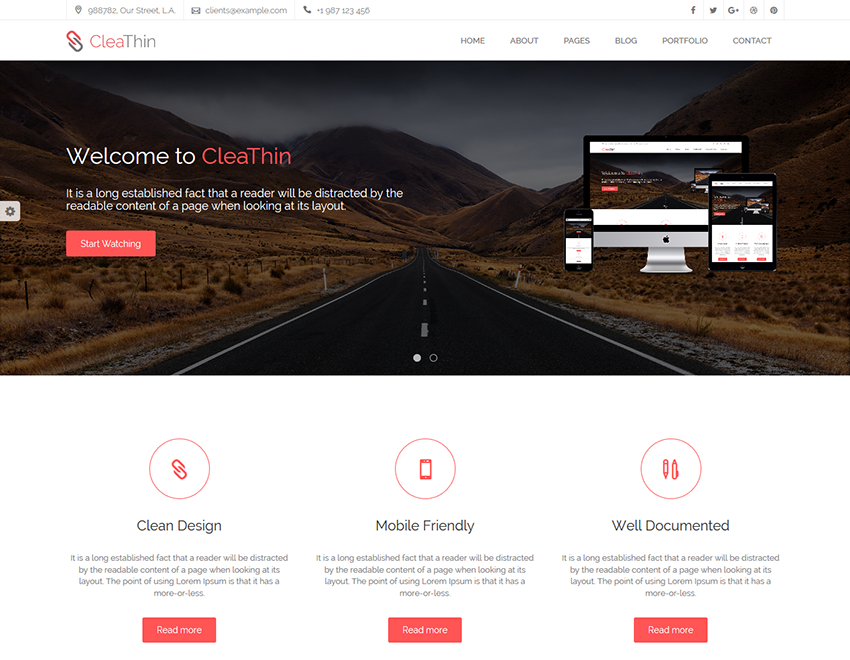 988782, Our Street, L.A. clients@example.com +1 987 123 456
CleaThin HOME ABOUT PAGES BLOG PORTFOLIO CONTACT
Welcome to CleaThin
It is a long established fact that a reader will be distracted by the
readable content of a page when looking at its layout.
Start Watching
Clean Design
It is a long established fact that a reader will be distracted
by the readable content of a page when looking at its
layout. The point of using Lorem Ipsum is that it has a
more-or-less.
Read more
Mobile Friendly
It is a long established fact that a reader will be distracted
by the readable content of a page when looking at its
layout. The point of using Lorem Ipsum is that it has a
more-or-less.
Read more
Well Documented
It is a long established fact that a reader will be distracted
by the readable content of a page when looking at its
layout. The point of using Lorem Ipsum is that it has a
more-or-less.
Read more